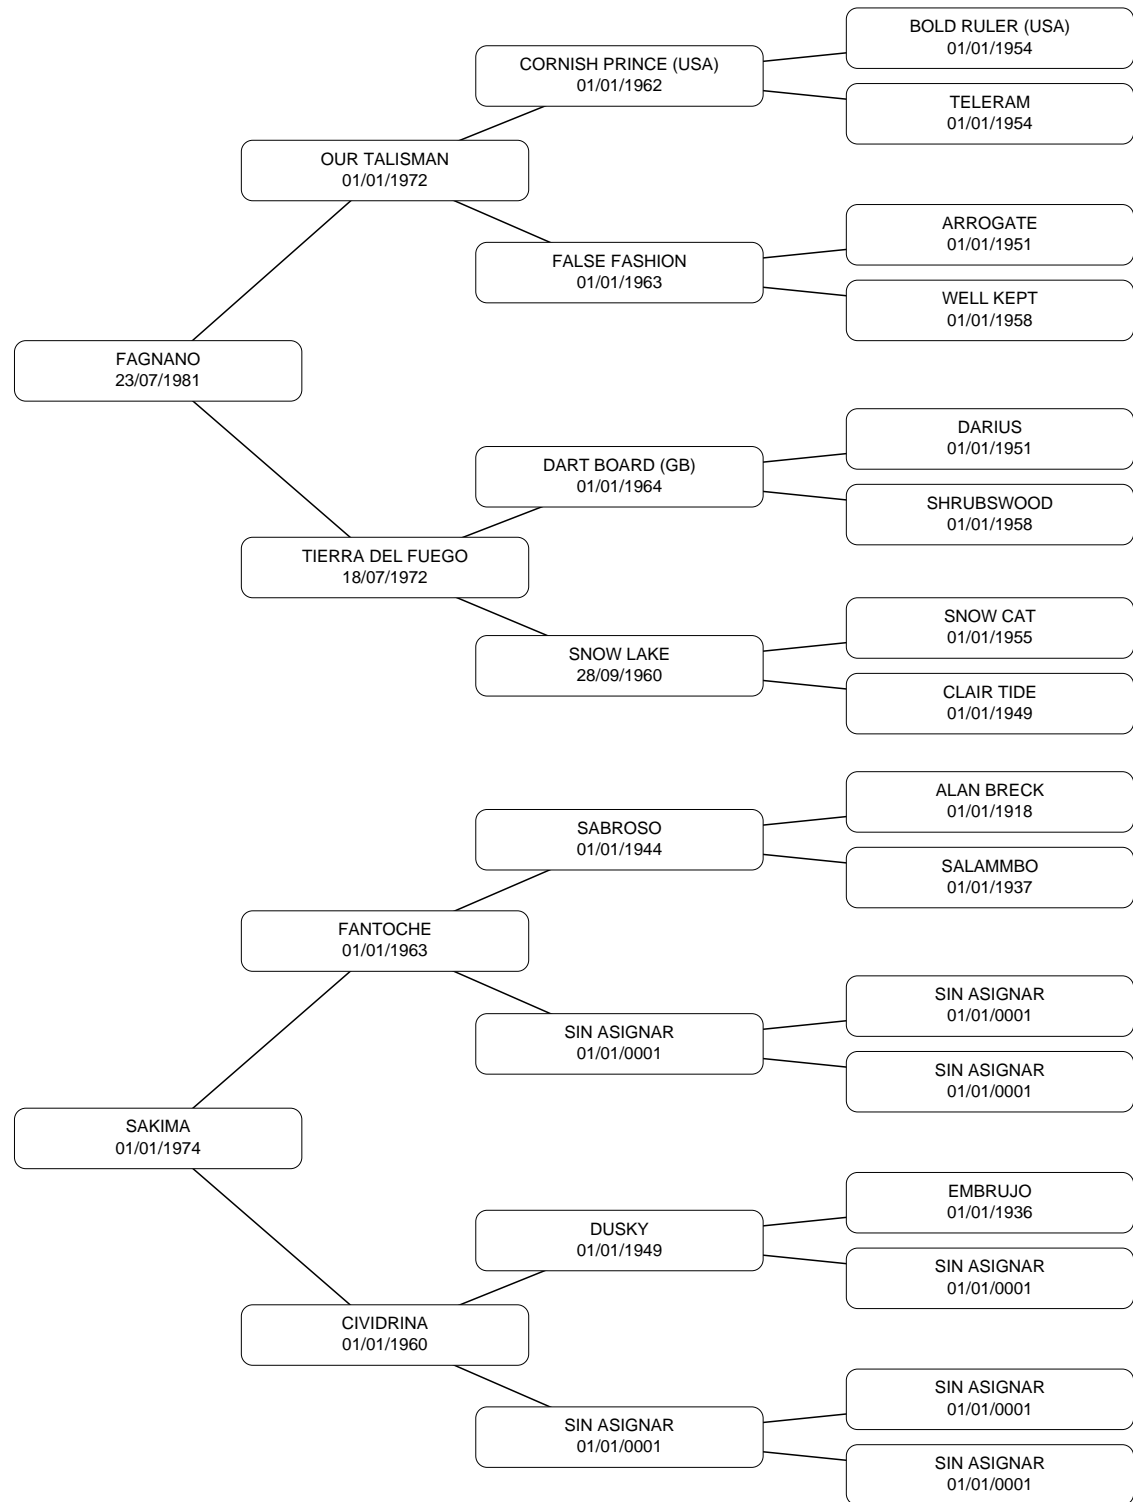 BOLD RULER (USA)
01/01/1954
CORNISH PRINCE (USA)
01/01/1962
TELERAM
01/01/1954
OUR TALISMAN
01/01/1972
ARROGATE
01/01/1951
FALSE FASHION
01/01/1963
WELL KEPT
01/01/1958
FAGNANO
23/07/1981
DARIUS
01/01/1951
DART BOARD (GB)
01/01/1964
SHRUBSWOOD
01/01/1958
TIERRA DEL FUEGO
18/07/1972
SNOW CAT
01/01/1955
SNOW LAKE
28/09/1960
CLAIR TIDE
01/01/1949
ALAN BRECK
01/01/1918
SABROSO
01/01/1944
SALAMMBO
01/01/1937
FANTOCHE
01/01/1963
SIN ASIGNAR
01/01/0001
SIN ASIGNAR
01/01/0001
SIN ASIGNAR
01/01/0001
SAKIMA
01/01/1974
EMBRUJO
01/01/1936
DUSKY
01/01/1949
SIN ASIGNAR
01/01/0001
CIVIDRINA
01/01/1960
SIN ASIGNAR
01/01/0001
SIN ASIGNAR
01/01/0001
SIN ASIGNAR
01/01/0001